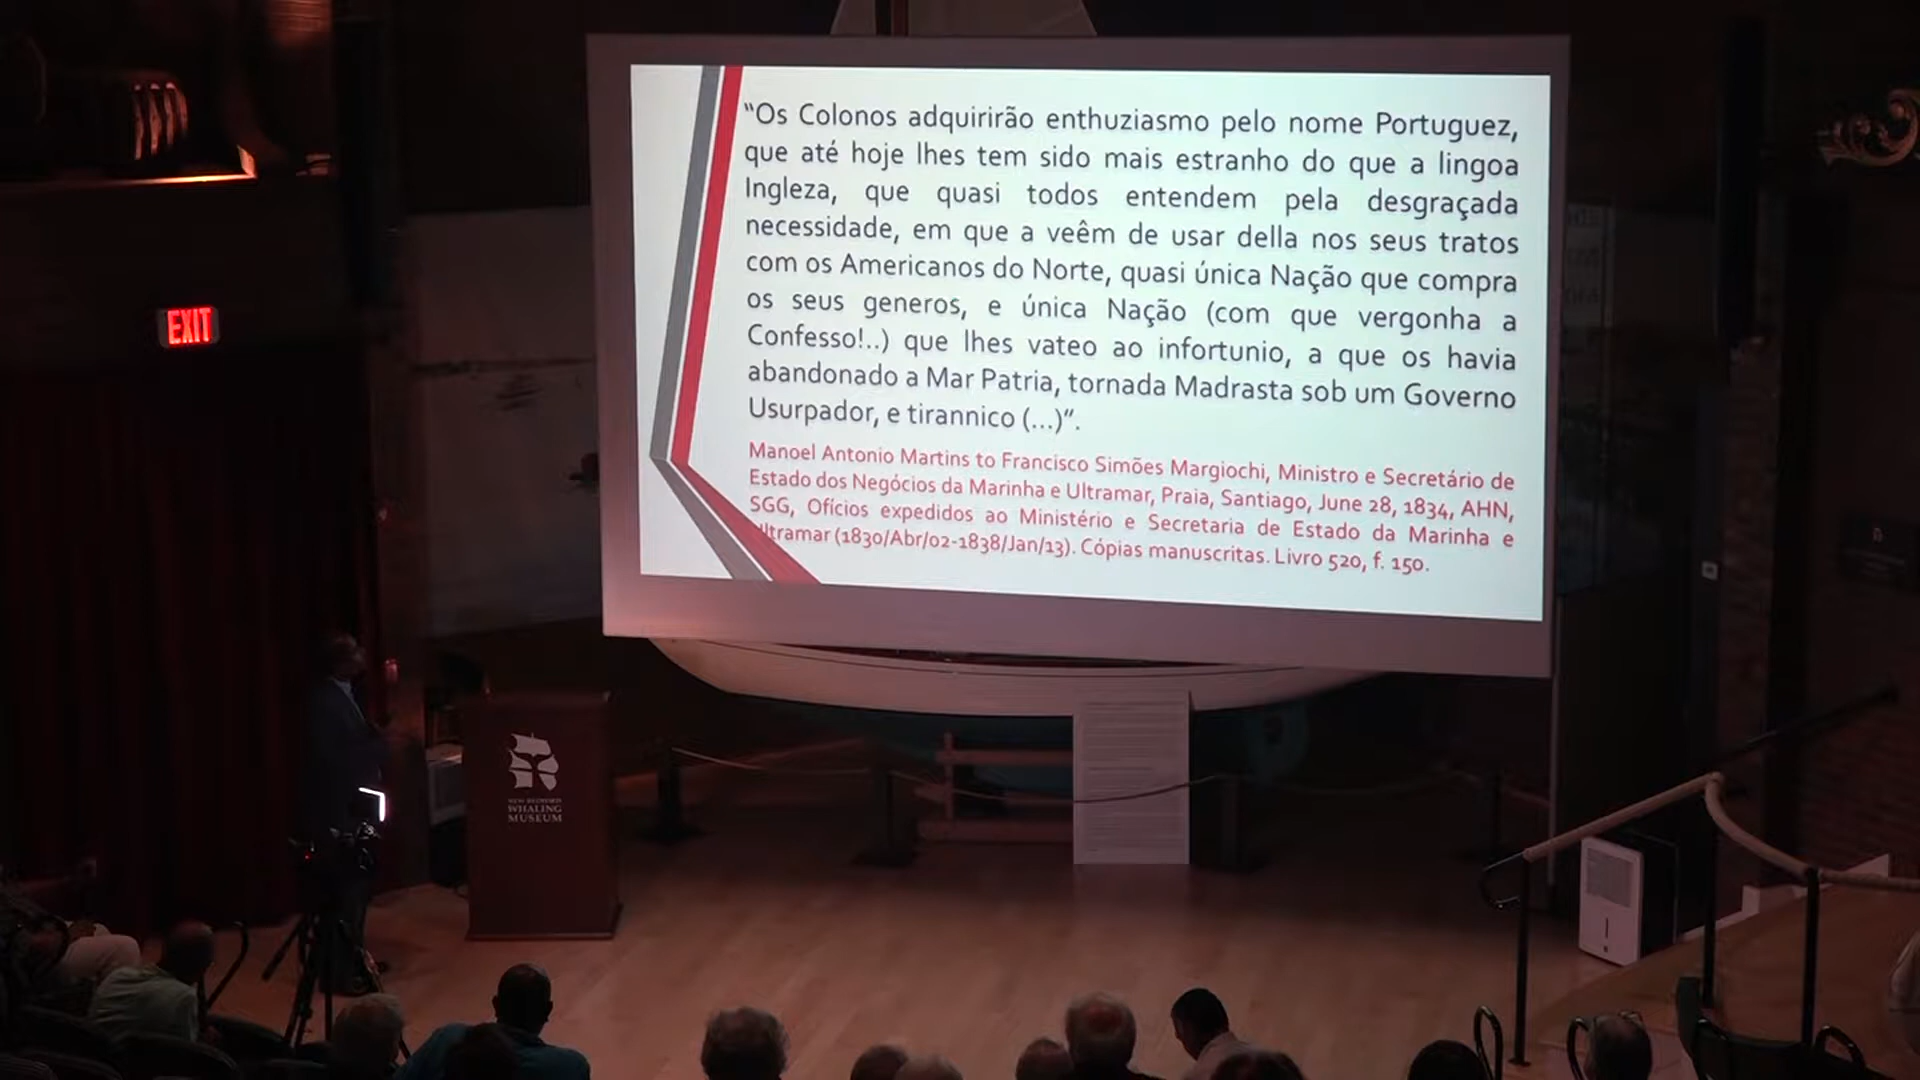 “Os Colonos adquirirão enthuziasmo pelo nome Portuguez,
que até hoje lhes tem sido mais estranho do que a lingoa
Ingleza, que quasi todos entendem pela desgraçada
necessidade, em que a veêm de usar della nos seus tratos
com os Americanos do Norte, quasi única Nação que compra
os seus generos, e única Nação (com que vergonha a
Confesso!..) que lhes vateo ao infortunio, a que os havia
abandonado a Mar Patria, tornada Madrasta sob um Governo
Usurpador, e tirannico (...)“.
Manoel Antonio Martins to Francisco Simões Margiochi, Ministro e Secretário de
Estado dos Negócios da Marinha e Ultramar, Praia, Santiago, June 28, 1834, AHN,
SGG, Ofícios expedidos ao Ministério e Secretaria de Estado da Marinha e
Ultramar (1830/Abr/02-1838/Jan/13). Cópias manuscritas. Livro 520, f. 150.
EXIT
NEW BEDFORD
WHALING
MUSEUM